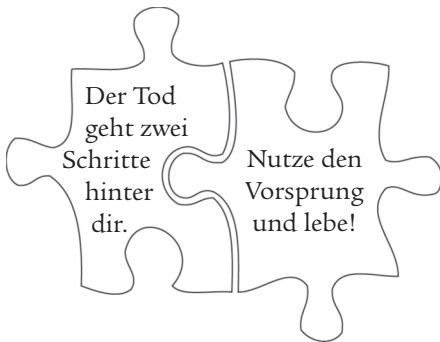 Der Tod
geht zwei
Schritte
hinter
dir.
Nutze den
Vorsprung
und lebe!